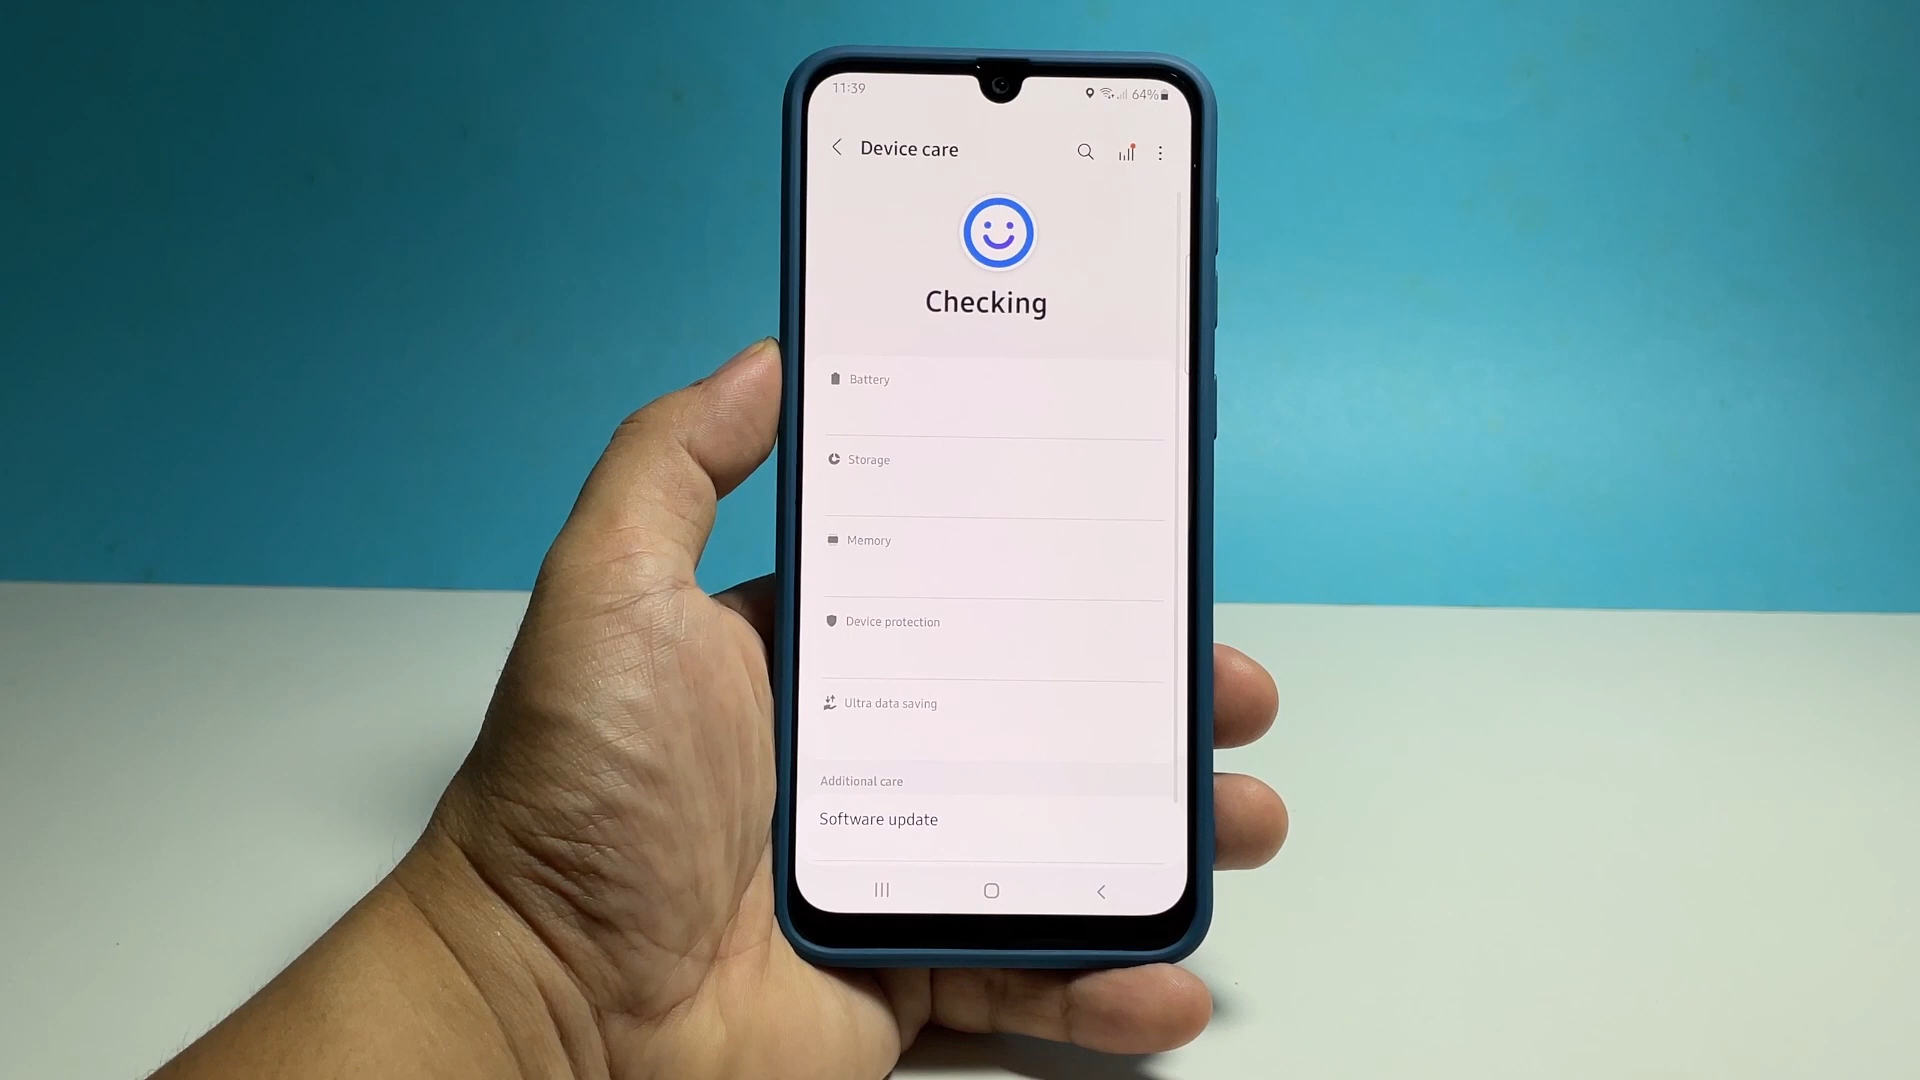 11:39
64%
Device care
Checking
Battery
Storage
Memory
Device protection
Ultra data saving
Additional care
Software update